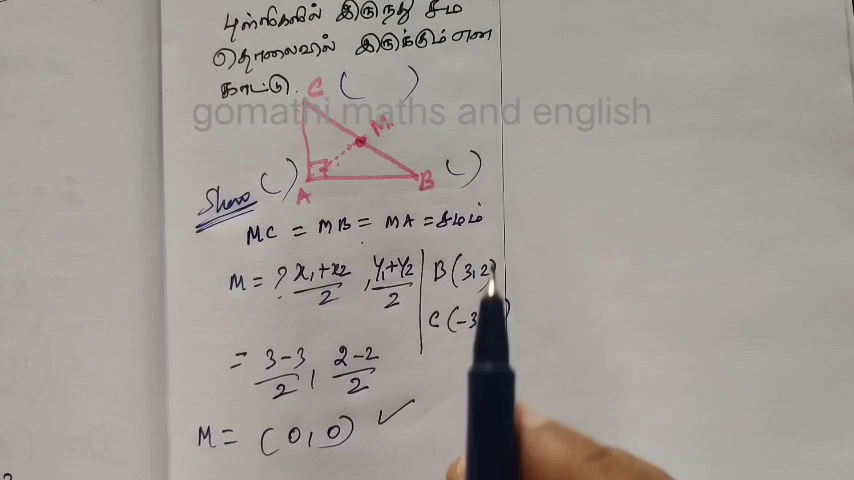 புள்ளிகளில் இருந்து சம
தொலைவில் இருக்கும் என
காட்டு.
C ( )
gomathi maths and english
M
( ) A B ( )
Show
MC = MB = MA = சமம்
M = ? x₁+x₂/2 , y₁+y₂/2
B(3,2)
C(-3
= 3-3/2 , 2-2/2
M = (0,0) ✓